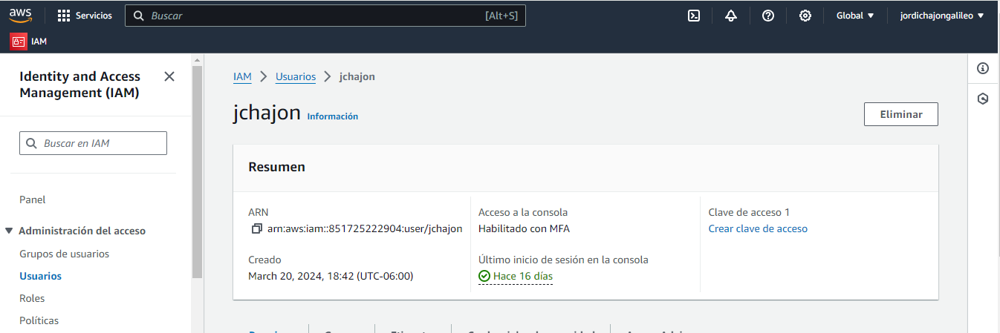 aws
Servicios
Buscar
[Alt+S]
Global
jordichajongalileo
IAM
Identity and Access
Management (IAM)
Buscar en IAM
Panel
Administración del acceso
Grupos de usuarios
Usuarios
Roles
Políticas
IAM
Usuarios
jchajon
jchajon
Información
Eliminar
Resumen
ARN
arn:aws:iam::851725222904:user/jchajon
Creado
March 20, 2024, 18:42 (UTC-06:00)
Acceso a la consola
Habilitado con MFA
Último inicio de sesión en la consola
Hace 16 días
Clave de acceso 1
Crear clave de acceso